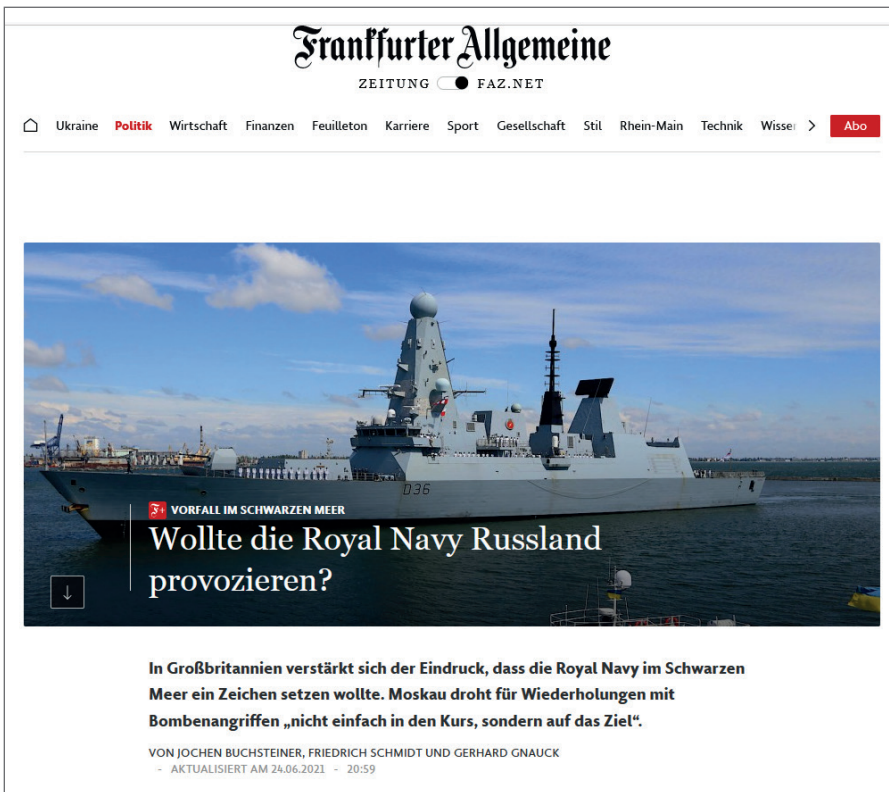 Frankfurter Allgemeine
ZEITUNG FAZ.NET
Ukraine Politik Wirtschaft Finanzen Feuilleton Karriere Sport Gesellschaft Stil Rhein-Main Technik Wisse Abo
D36
F+ VORFALL IM SCHWARZEN MEER
Wollte die Royal Navy Russland
provozieren?
In Großbritannien verstärkt sich der Eindruck, dass die Royal Navy im Schwarzen
Meer ein Zeichen setzen wollte. Moskau droht für Wiederholungen mit
Bombenangriffen „nicht einfach in den Kurs, sondern auf das Ziel“.
VON JOCHEN BUCHSTEINER, FRIEDRICH SCHMIDT UND GERHARD GNAUCK
- AKTUALISIERT AM 24.06.2021 - 20:59